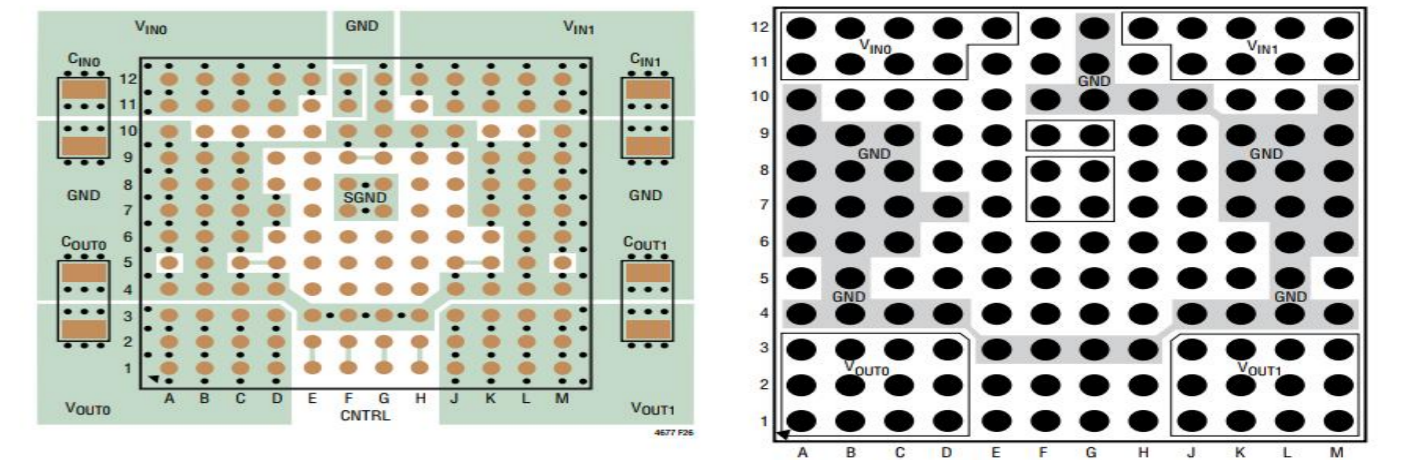 VIN0 GND VIN1
CIN0 CIN1
12
11
10
9
8
GND SGND GND
7
6
COUT0 COUT1
5
4
3
2
1
A B C D E F G H J K L M
VOUT0 CNTRL VOUT1
4677 F26
12
VIN0 VIN1
11
GND
10
9
GND GND
8
7
6
5
GND GND
4
3
VOUT0 VOUT1
2
1
A B C D E F G H J K L M